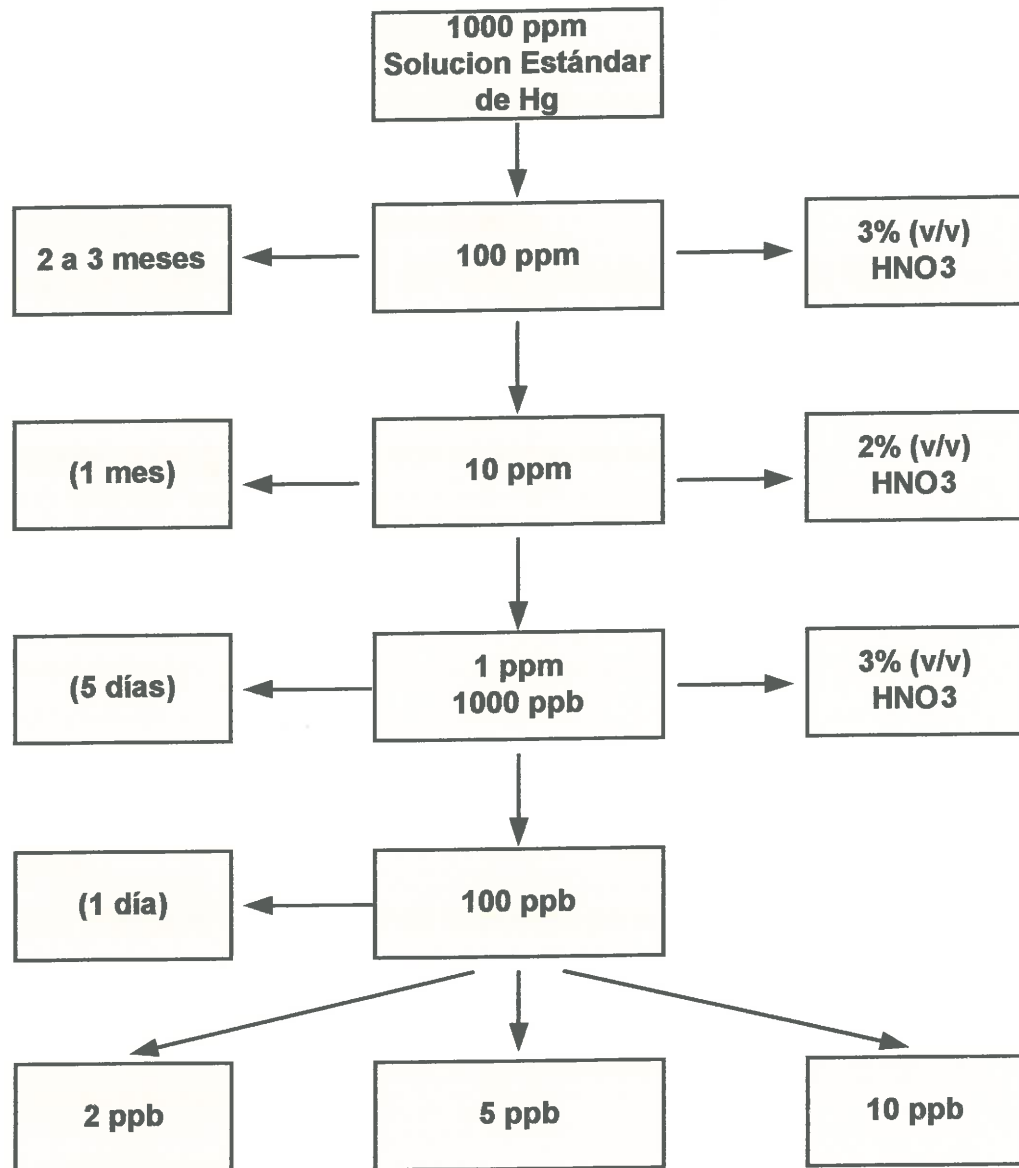 1000 ppm
Solucion Estándar
de Hg
2 a 3 meses
100 ppm
3% (v/v)
HNO3
(1 mes)
10 ppm
2% (v/v)
HNO3
(5 días)
1 ppm
1000 ppb
3% (v/v)
HNO3
(1 día)
100 ppb
2 ppb
5 ppb
10 ppb